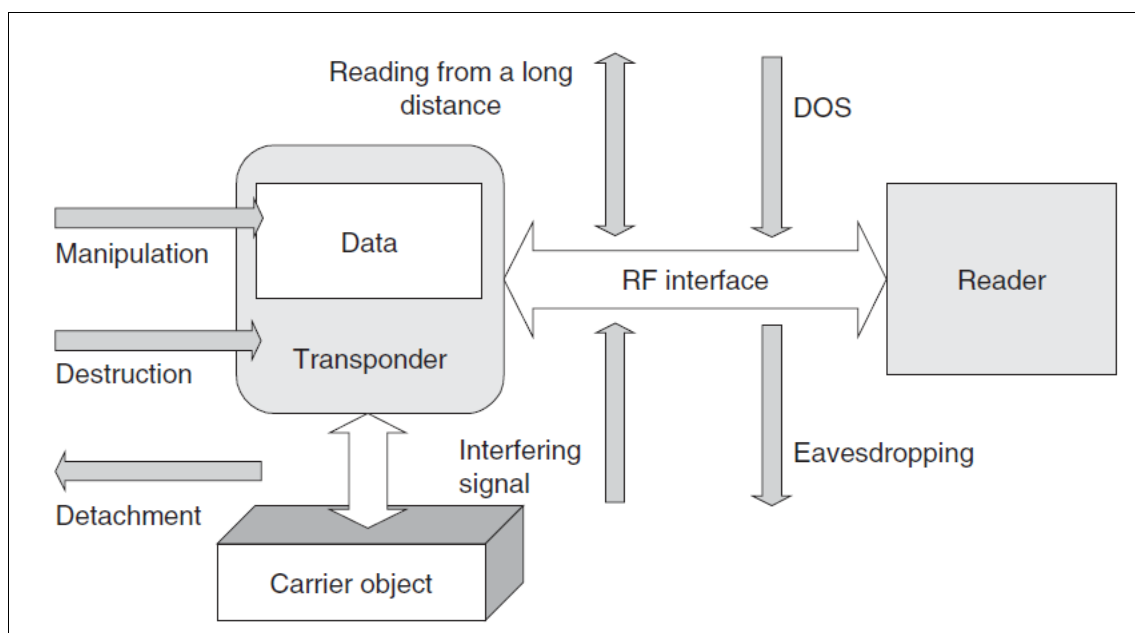 Reading from a long
distance
DOS
Manipulation
Data
RF interface
Reader
Destruction
Transponder
Detachment
Interfering
signal
Eavesdropping
Carrier object